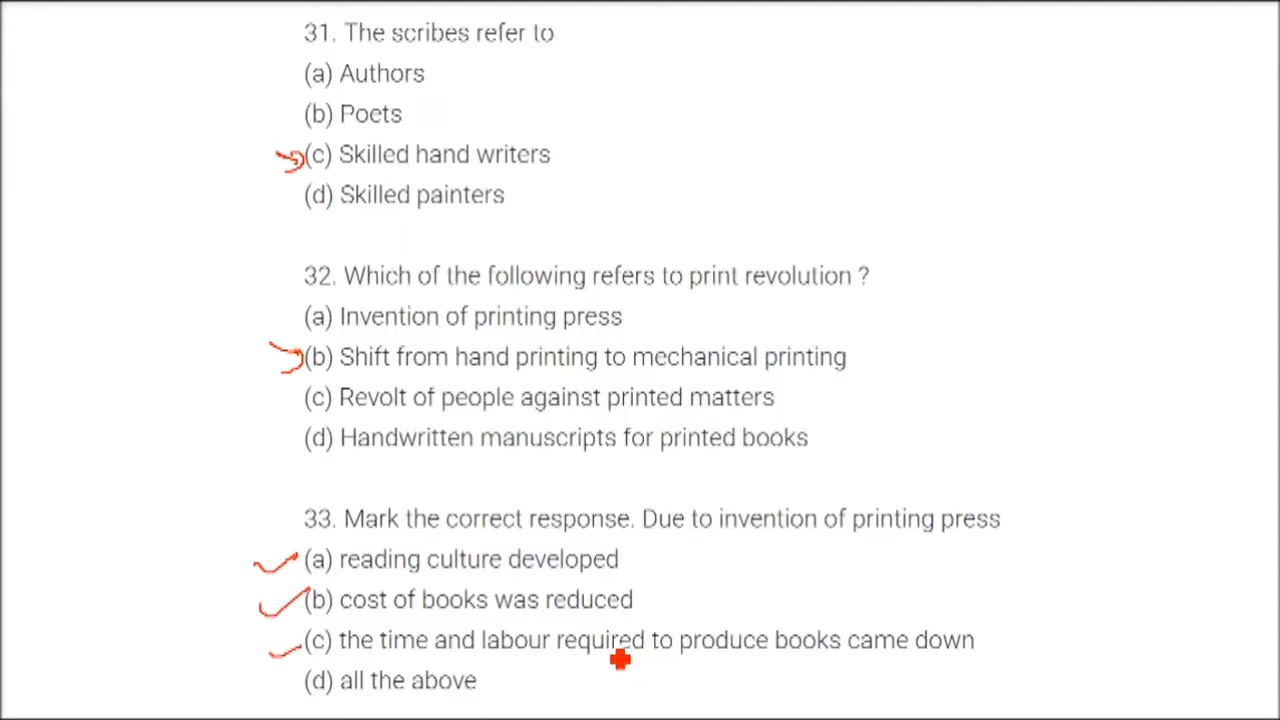 31. The scribes refer to
(a) Authors
(b) Poets
(c) Skilled hand writers
(d) Skilled painters
32. Which of the following refers to print revolution ?
(a) Invention of printing press
(b) Shift from hand printing to mechanical printing
(c) Revolt of people against printed matters
(d) Handwritten manuscripts for printed books
33. Mark the correct response. Due to invention of printing press
(a) reading culture developed
(b) cost of books was reduced
(c) the time and labour required to produce books came down
(d) all the above